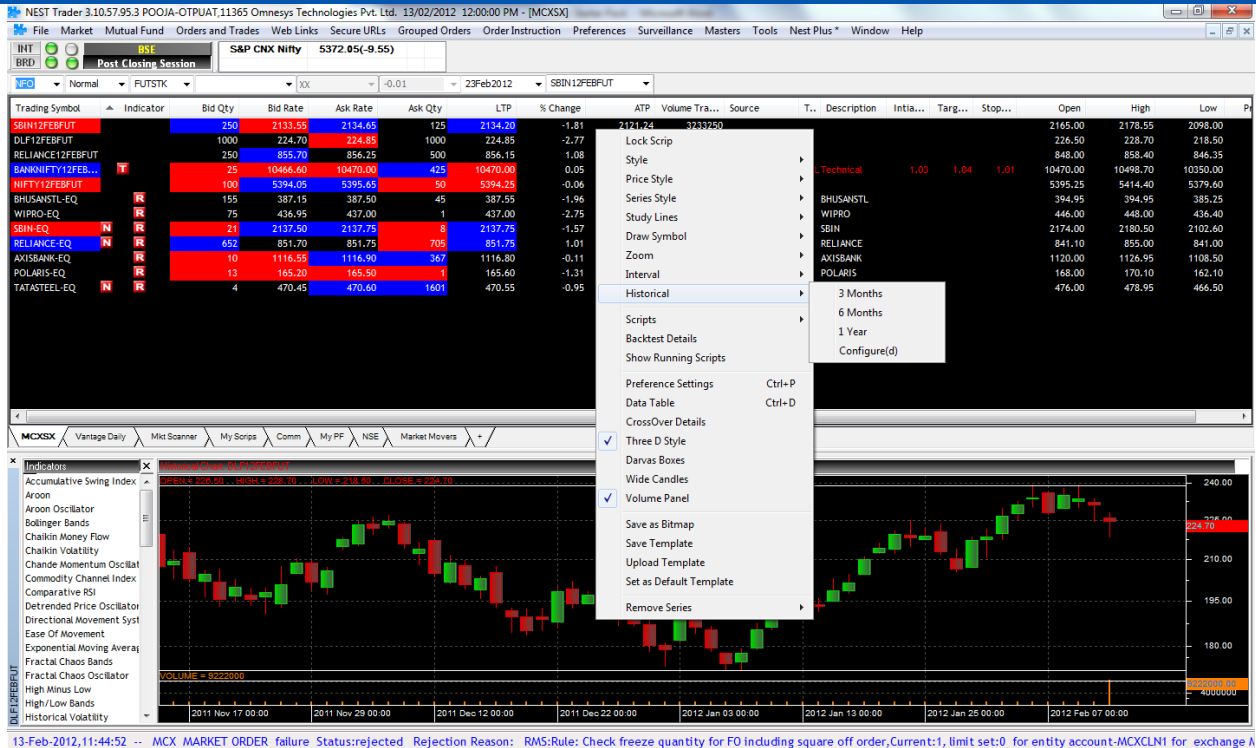 NEST Trader 3.10.57.95.3 POOJA-OTPUAT,11365 Omnesys Technologies Pvt. Ltd. 13/02/2012 12:00:00 PM - [MCXSX]
File Market Mutual Fund Orders and Trades Web Links Secure URLs Grouped Orders Order Instruction Preferences Surveillance Masters Tools Nest Plus * Window Help
INT BSE S&P CNX Nifty 5372.05(-9.55)
BRD Post Closing Session
NFO Normal FUTSTK XX -0.01 23Feb2012 SBIN12FEBFUT
Trading Symbol Indicator Bid Qty Bid Rate Ask Rate Ask Qty LTP % Change ATP Volume Tra... Source T.. Description Intia... Targ... Stop... Open High Low
SBIN12FEBFUT 250 2133.55 2134.65 125 2134.20 -1.81 2121.24 3233250 2165.00 2178.55 2098.00
DLF12FEBFUT 1000 224.70 224.85 1000 224.85 -2.77 226.50 228.70 218.50
RELIANCE12FEBFUT 250 855.70 856.25 500 856.15 1.08 848.00 858.40 846.35
BANKNIFTY12FEB... T 25 10466.60 10470.00 425 10470.00 0.05 Technical 1.03 1.04 1.01 10470.00 10498.70 10350.00
NIFTY12FEBFUT 100 5394.05 5395.65 50 5394.25 -0.06 5395.25 5414.40 5379.60
BHUSANSTL-EQ R 155 387.15 387.50 45 387.55 -1.96 BHUSANSTL 394.95 394.95 385.25
WIPRO-EQ R 75 436.95 437.00 1 437.00 -2.75 WIPRO 446.00 448.00 436.40
SBIN-EQ N R 21 2137.50 2137.75 8 2137.75 -1.57 SBIN 2174.00 2180.50 2102.60
RELIANCE-EQ N R 652 851.70 851.75 705 851.75 1.01 RELIANCE 841.10 855.00 841.00
AXISBANK-EQ R 10 1116.55 1116.90 367 1116.80 -0.11 AXISBANK 1120.00 1126.95 1108.50
POLARIS-EQ R 13 165.20 165.50 1 165.60 -1.31 POLARIS 168.00 170.10 162.10
TATASTEEL-EQ N R 4 470.45 470.60 1601 470.55 -0.95 476.00 478.95 466.50
Lock Scrip
Style
Price Style
Series Style
Study Lines
Draw Symbol
Zoom
Interval
Historical
Scripts
Backtest Details
Show Running Scripts
Preference Settings Ctrl+P
Data Table Ctrl+D
CrossOver Details
Three D Style
Darvas Boxes
Wide Candles
Volume Panel
Save as Bitmap
Save Template
Upload Template
Set as Default Template
Remove Series
3 Months
6 Months
1 Year
Configure(d)
MCXSX Vantage Daily Mkt Scanner My Scrips Comm My PF NSE Market Movers +
Indicators
Accumulative Swing Index
Aroon
Aroon Oscillator
Bollinger Bands
Chaikin Money Flow
Chaikin Volatility
Chande Momentum Oscillat
Commodity Channel Index
Comparative RSI
Detrended Price Oscillator
Directional Movement Syst
Ease Of Movement
Exponential Moving Averag
Fractal Chaos Bands
Fractal Chaos Oscillator
High Minus Low
High/Low Bands
Historical Volatility
DLF12FEBFUT
OPEN = 226.50 HIGH = 228.70 LOW = 218.50 CLOSE = 224.70
240.00
225.00
224.70
210.00
195.00
180.00
VOLUME = 9222000
9222000.00
4000000
2011 Nov 17 00:00 2011 Nov 29 00:00 2011 Dec 12 00:00 2011 Dec 22 00:00 2012 Jan 03 00:00 2012 Jan 13 00:00 2012 Jan 25 00:00 2012 Feb 07 00:00
13-Feb-2012,11:44:52 -- MCX MARKET ORDER failure Status:rejected Rejection Reason: RMS:Rule: Check freeze quantity for FO including square off order,Current:1, limit set:0 for entity account-MCXCLN1 for exchange